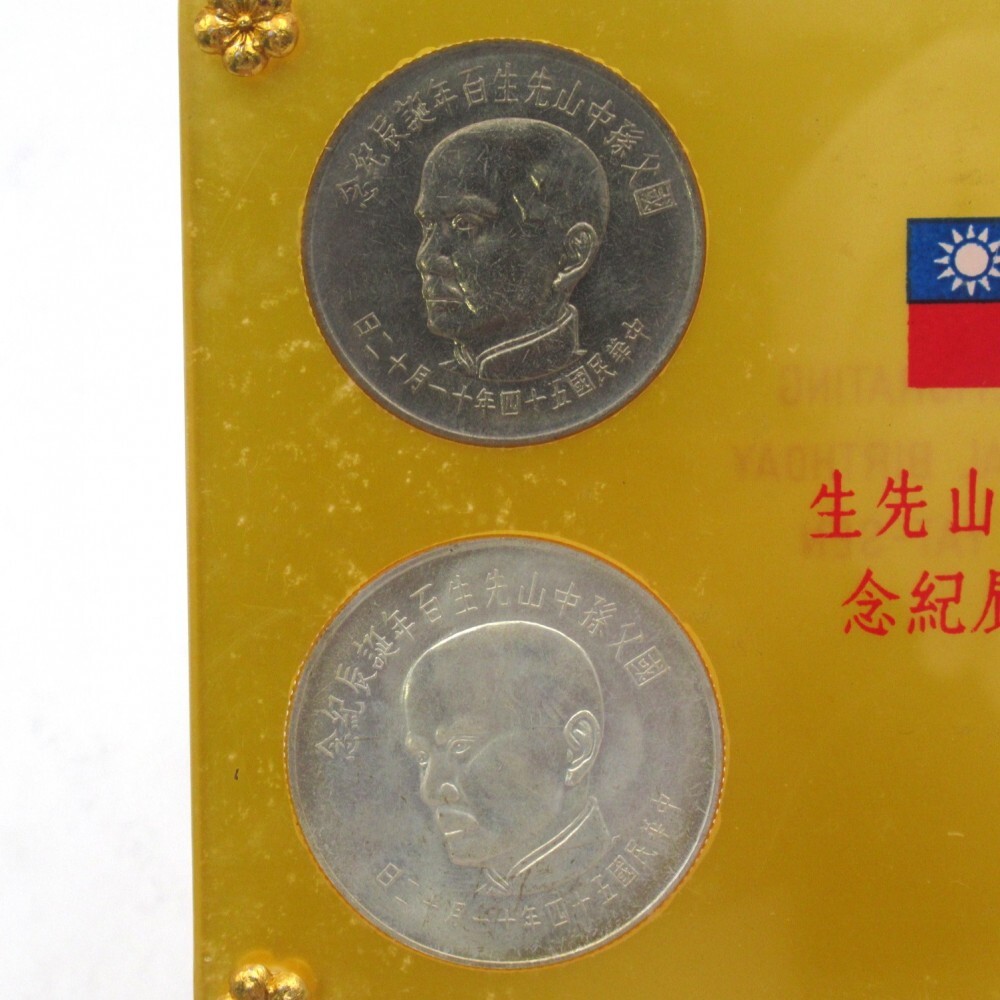 國父孫中山先生百年誕辰紀念
中華民國五十四年十一月十二日
國父孫中山先生百年誕辰紀念
中華民國五十四年十一月十二日
山先生
辰紀念
RATING
BIRTHDAY